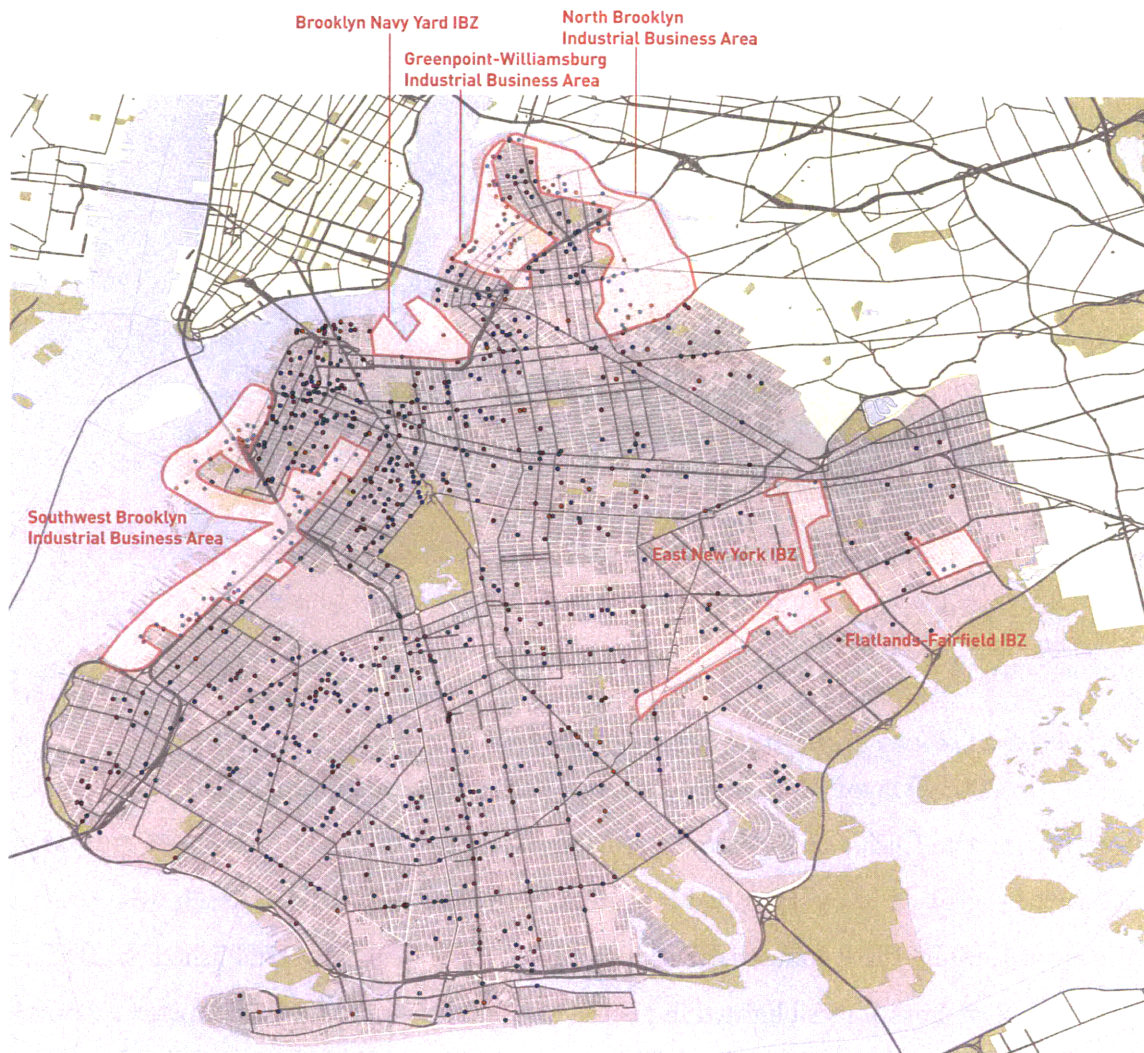 Brooklyn Navy Yard IBZ
North Brooklyn
Industrial Business Area
Greenpoint-Williamsburg
Industrial Business Area
Southwest Brooklyn
Industrial Business Area
East New York IBZ
Flatlands-Fairfield IBZ